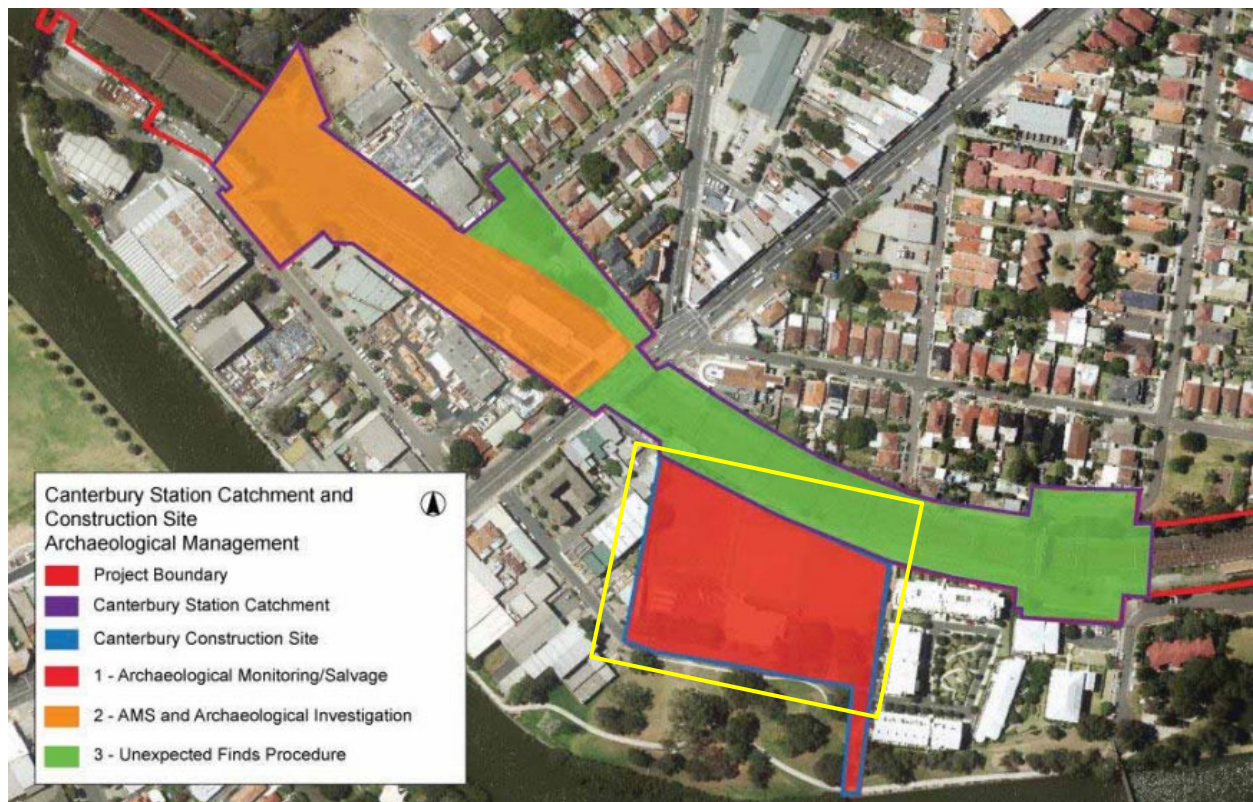 Canterbury Station Catchment and
Construction Site
Archaeological Management
Project Boundary
Canterbury Station Catchment
Canterbury Construction Site
1 - Archaeological Monitoring/Salvage
2 - AMS and Archaeological Investigation
3 - Unexpected Finds Procedure